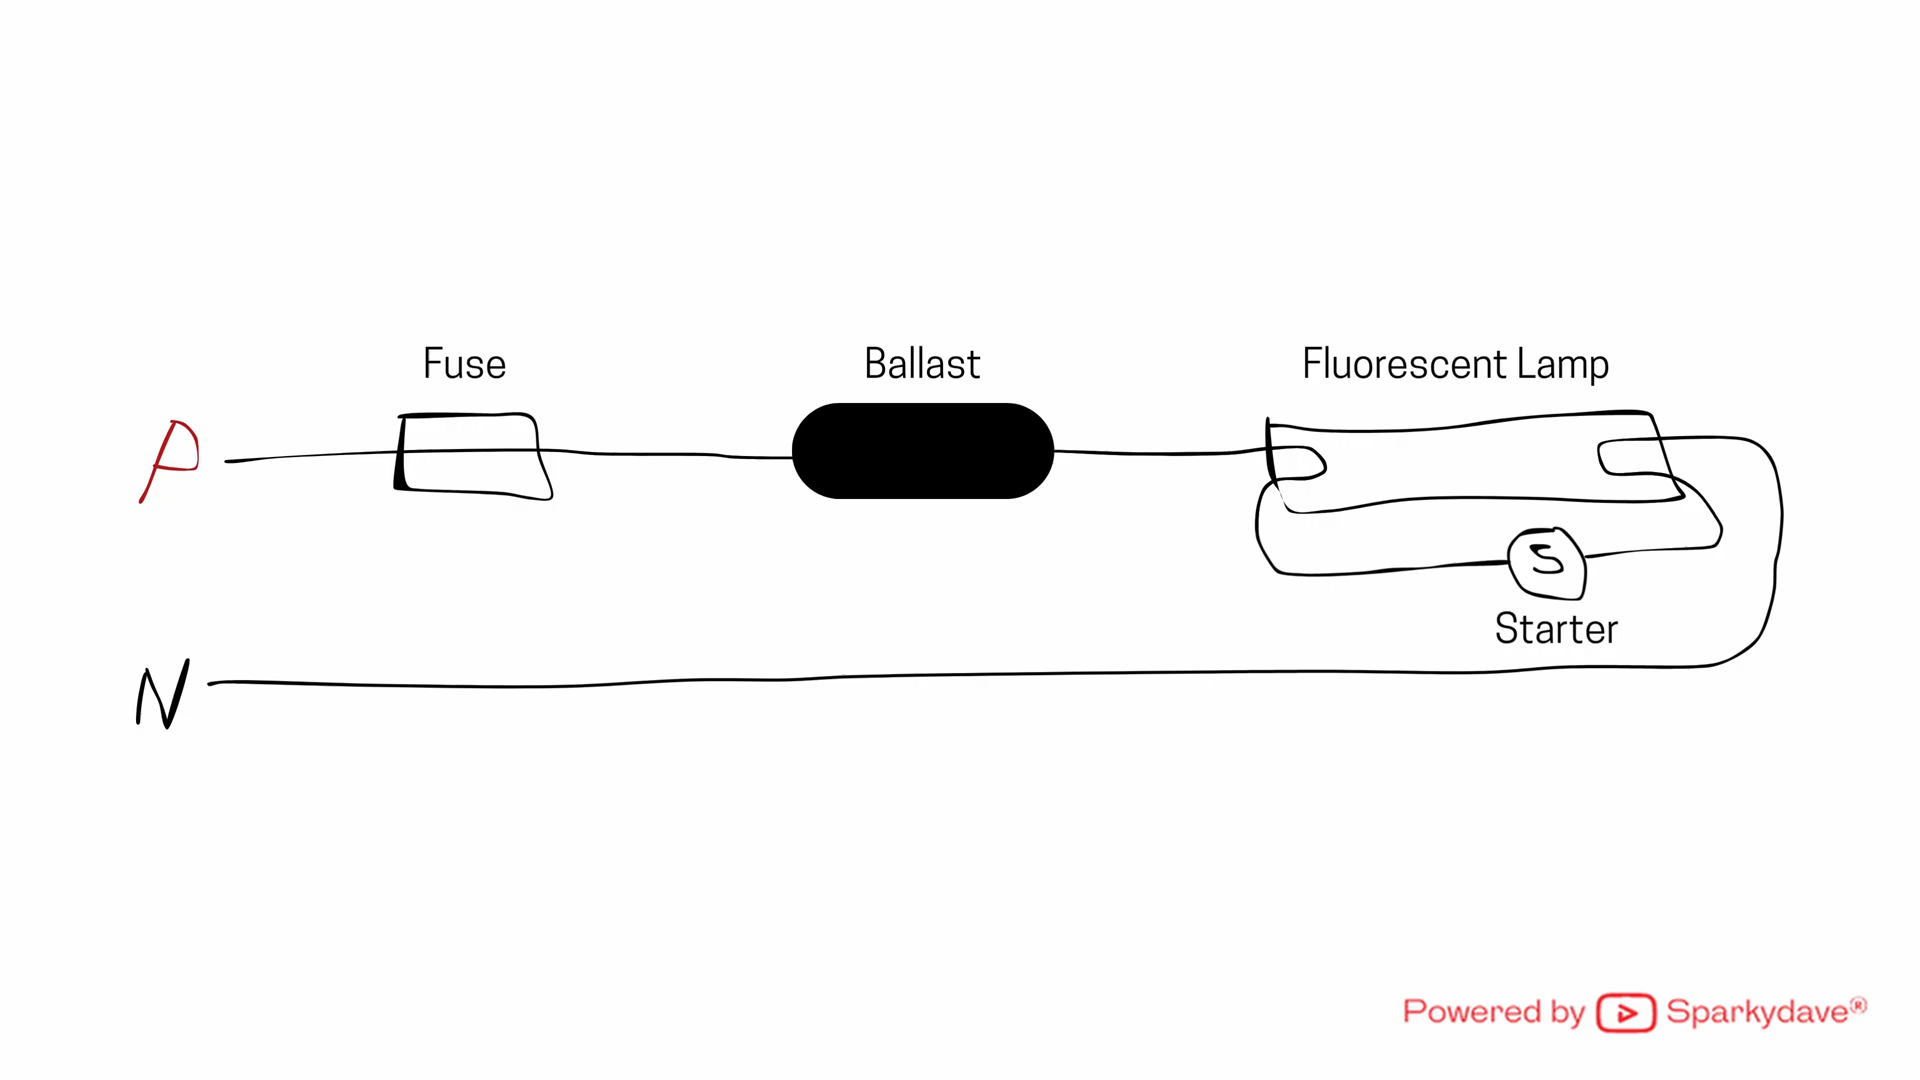 Fuse
Ballast
Fluorescent Lamp
P
S
Starter
N
Powered by Sparkydave®